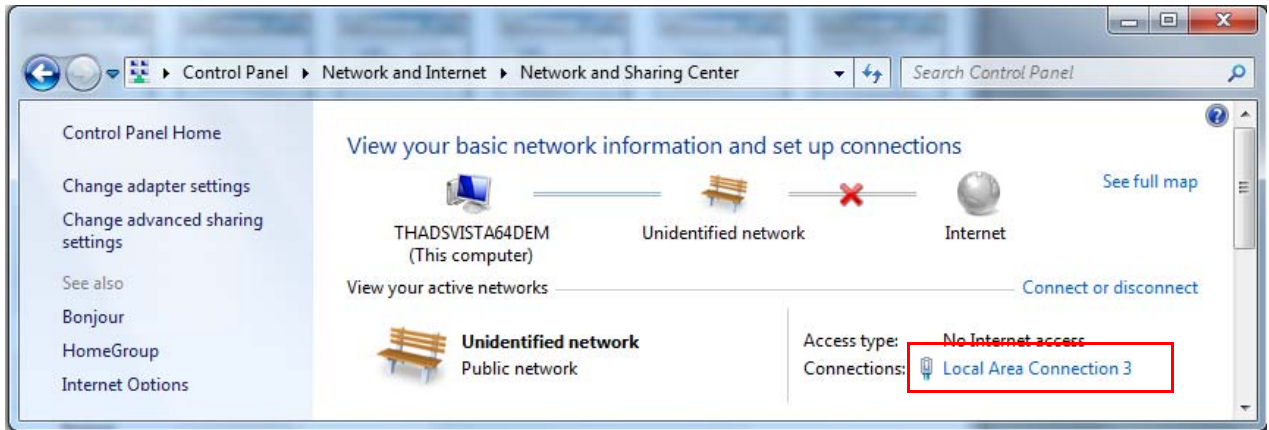 Control Panel ▸ Network and Internet ▸ Network and Sharing Center
Search Control Panel
Control Panel Home
Change adapter settings
Change advanced sharing
settings
See also
Bonjour
HomeGroup
Internet Options
View your basic network information and set up connections
See full map
THADSVISTA64DEM
(This computer)
Unidentified network
Internet
View your active networks
Connect or disconnect
Unidentified network
Public network
Access type: No Internet access
Connections: Local Area Connection 3